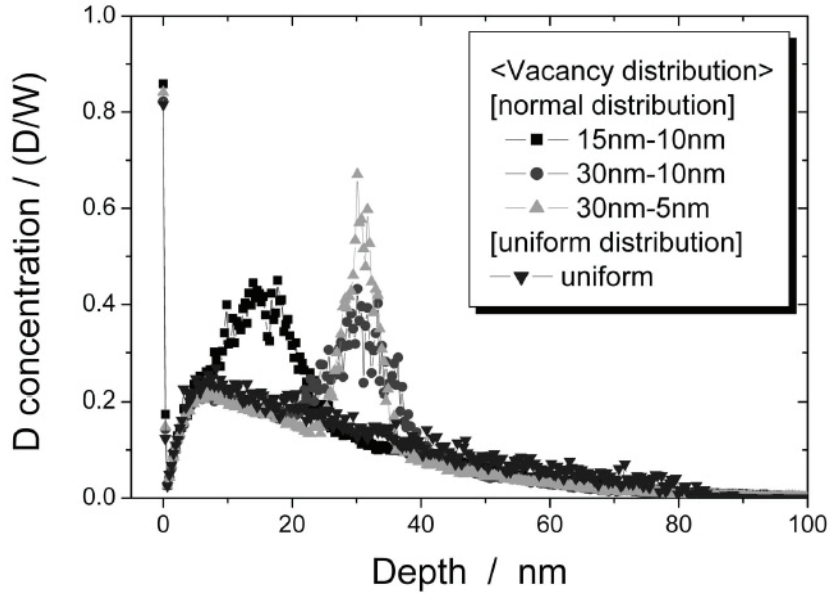 D concentration / (D/W)
1.0
0.8
0.6
0.4
0.2
0.0
<Vacancy distribution>
[normal distribution]
15nm-10nm
30nm-10nm
30nm-5nm
[uniform distribution]
uniform
0 20 40 60 80 100
Depth / nm